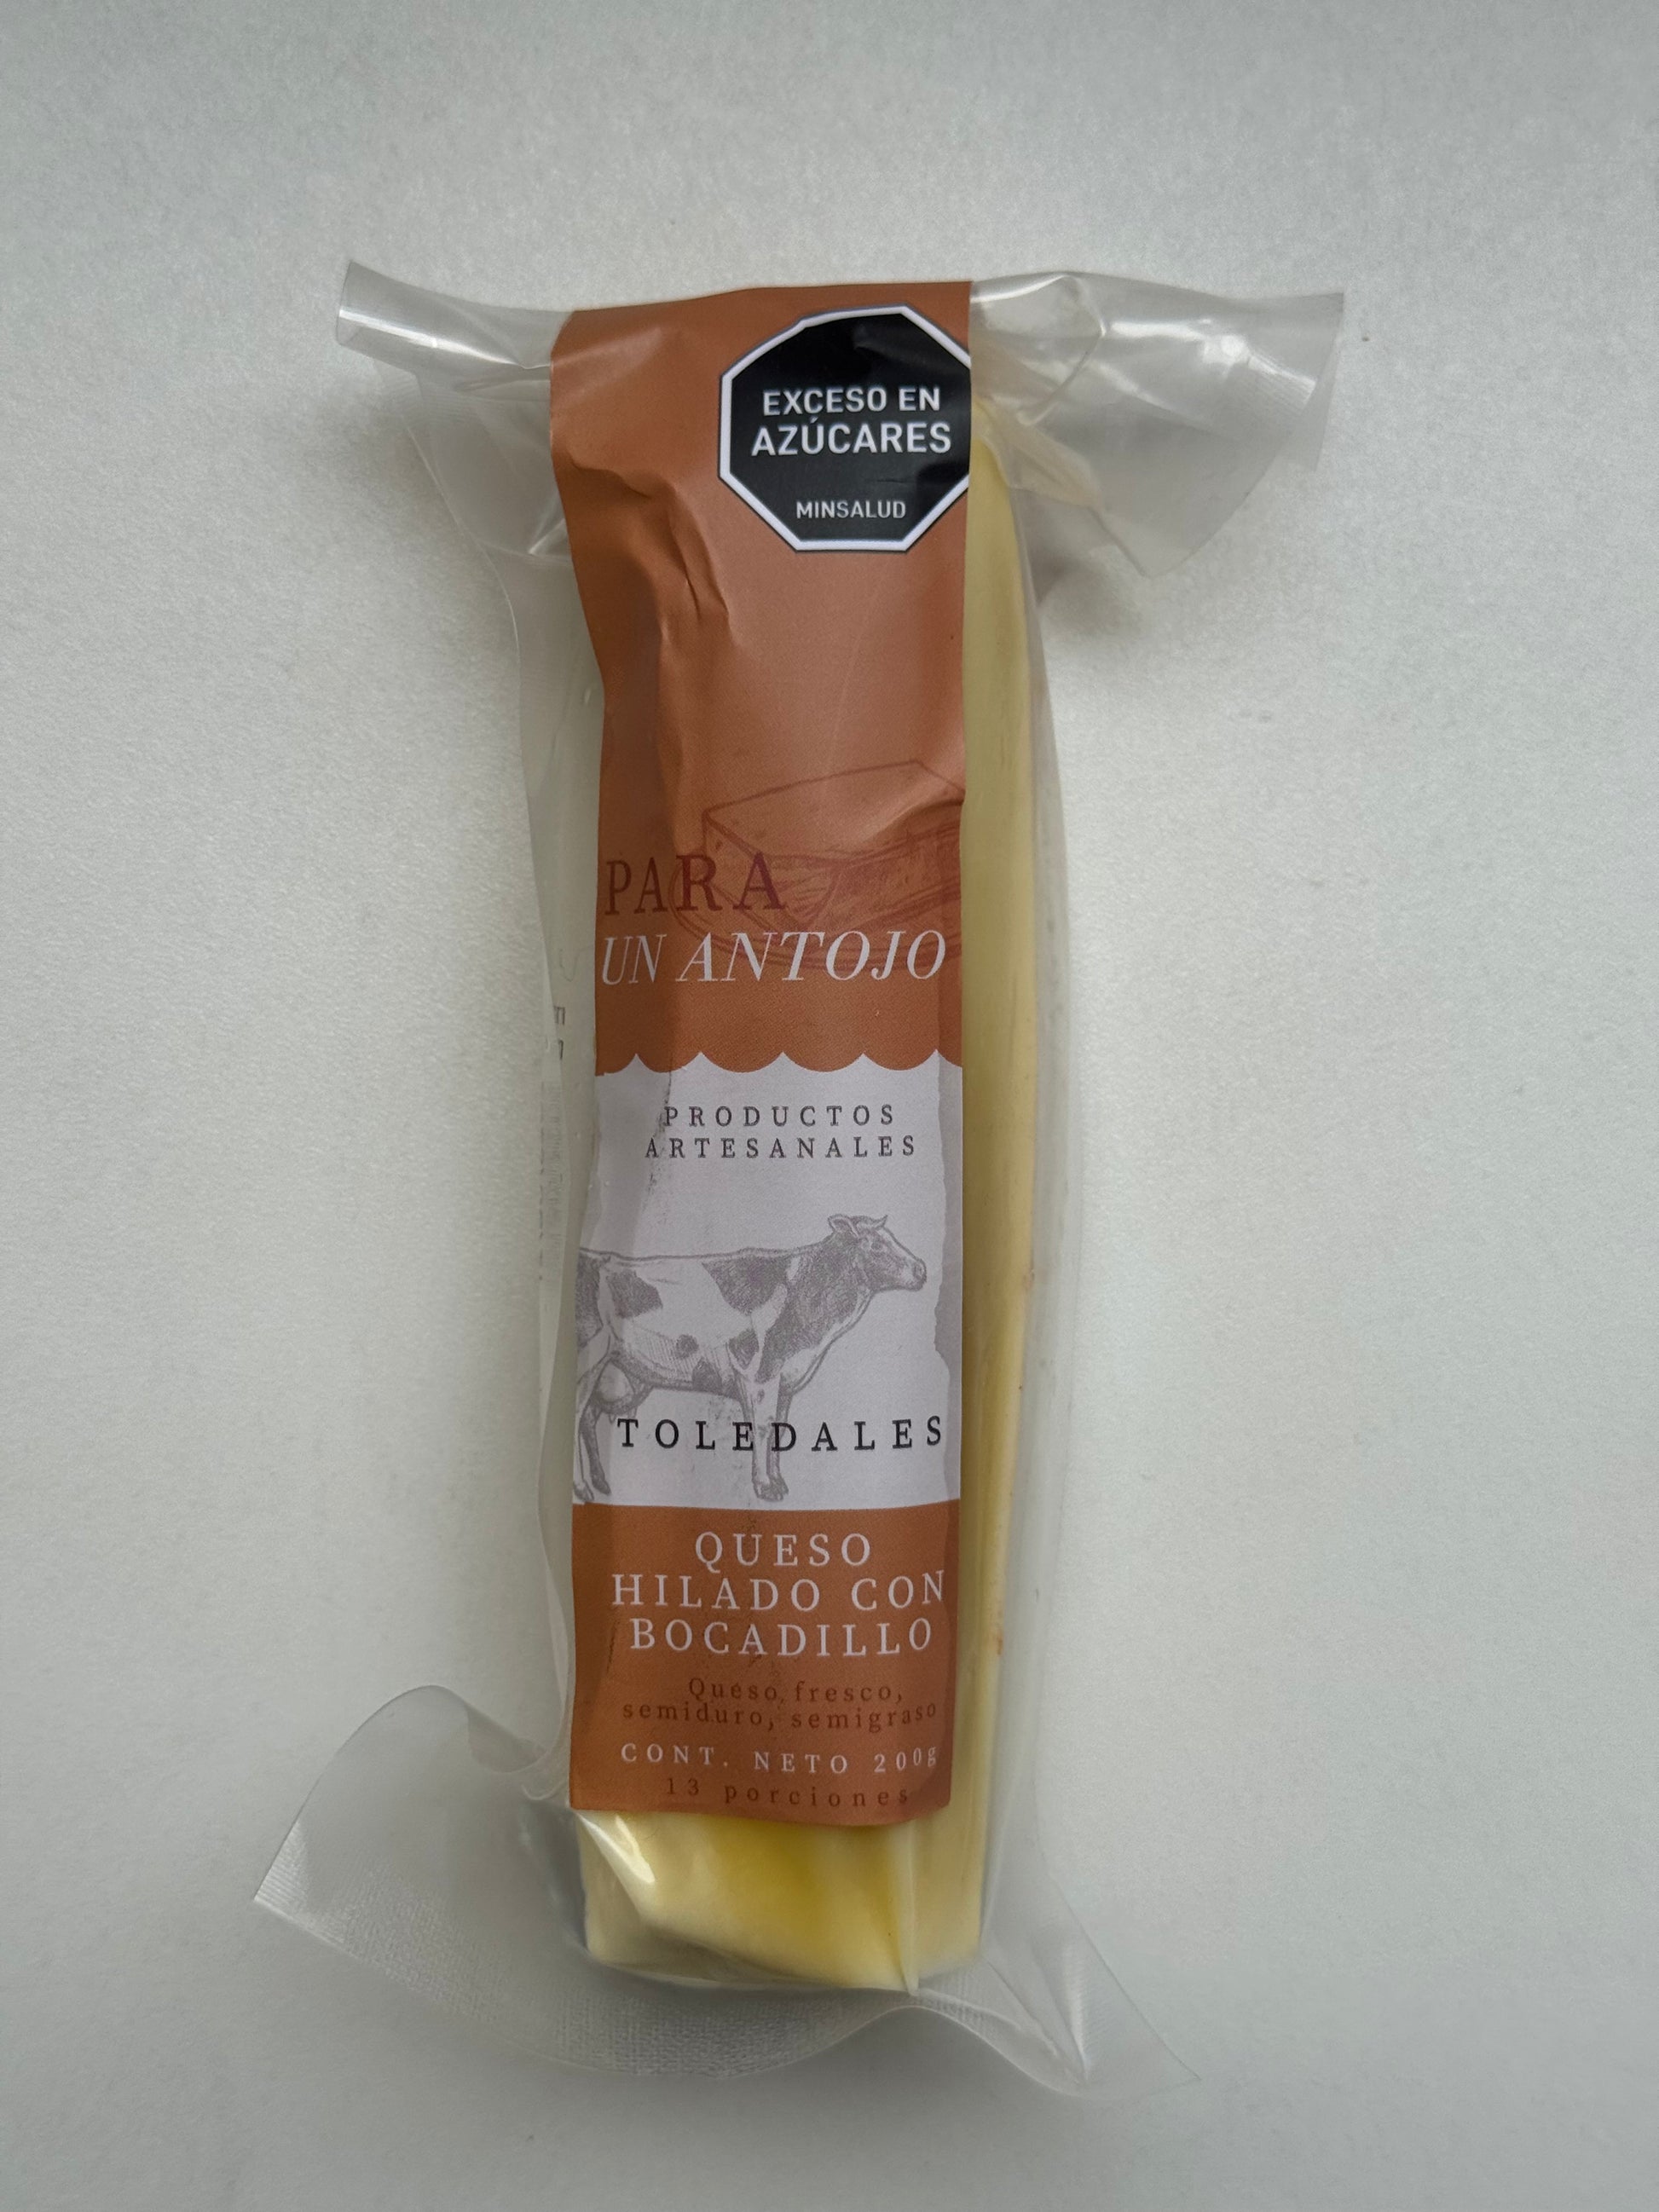 EXCESO EN
AZÚCARES
MINSALUD
PARA
UN ANTOJO
PRODUCTOS
ARTESANALES
TOLEDALES
QUESO
HILADO CON
BOCADILLO
Queso fresco,
semiduro, semigraso
CONT. NETO 200g
13 porciones